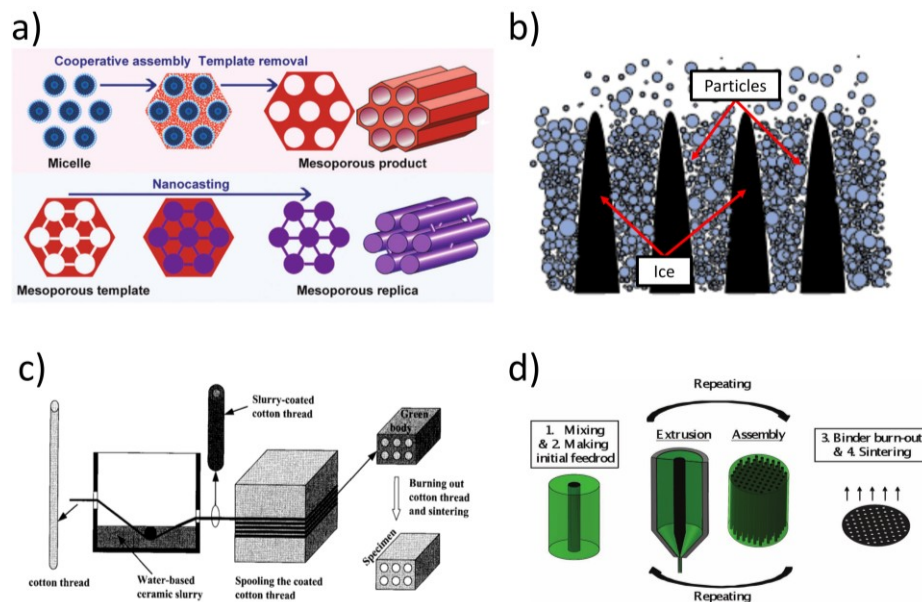 a)
Cooperative assembly Template removal
Micelle
Mesoporous product
Nanocasting
Mesoporous template
Mesoporous replica
b)
Particles
Ice
c)
Slurry-coated
cotton thread
Green
body
Burning out
cotton thread
and sintering
Specimen
cotton thread
Water-based
ceramic slurry
Spooling the coated
cotton thread
d)
Repeating
1. Mixing
& 2. Making
initial feedrod
Extrusion
Assembly
3. Binder burn-out
& 4. Sintering
Repeating